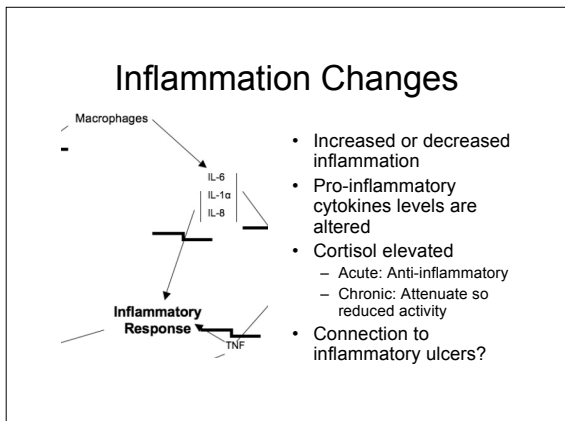 Inflammation Changes
Macrophages
IL-6
IL-1α
IL-8
Inflammatory
Response
TNF
• Increased or decreased
inflammation
• Pro-inflammatory
cytokines levels are
altered
• Cortisol elevated
– Acute: Anti-inflammatory
– Chronic: Attenuate so
reduced activity
• Connection to
inflammatory ulcers?